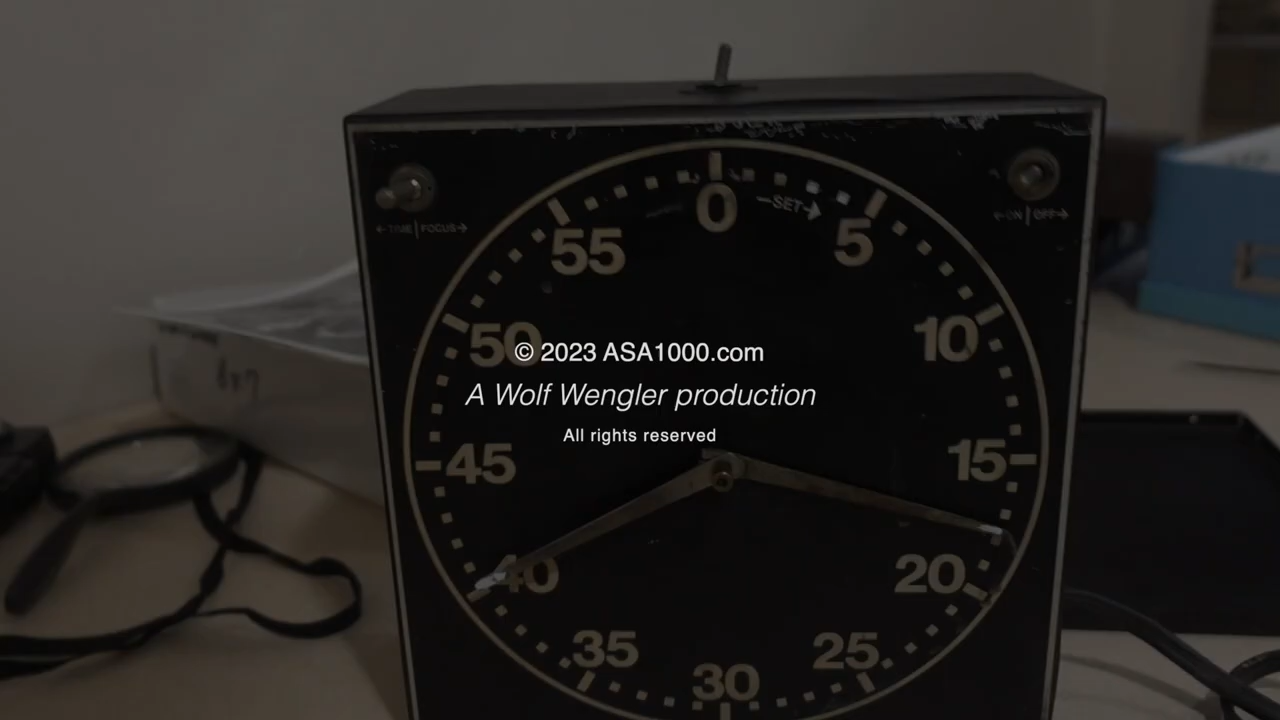 0
←SET→
5
55
←TIME|FOCUS→
←ON|OFF→
50
10
© 2023 ASA1000.com
A Wolf Wengler production
All rights reserved
45
15
40
20
35
25
30